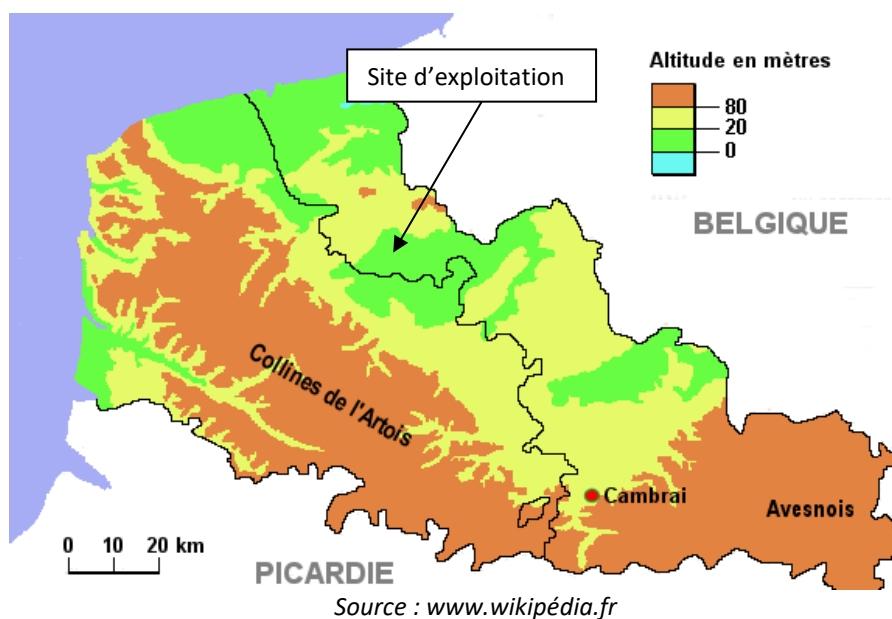 Site d'exploitation
Altitude en mètres
80
20
0
BELGIQUE
Collines de l'Artois
Cambrai
Avesnois
0 10 20 km
PICARDIE
Source : www.wikipédia.fr